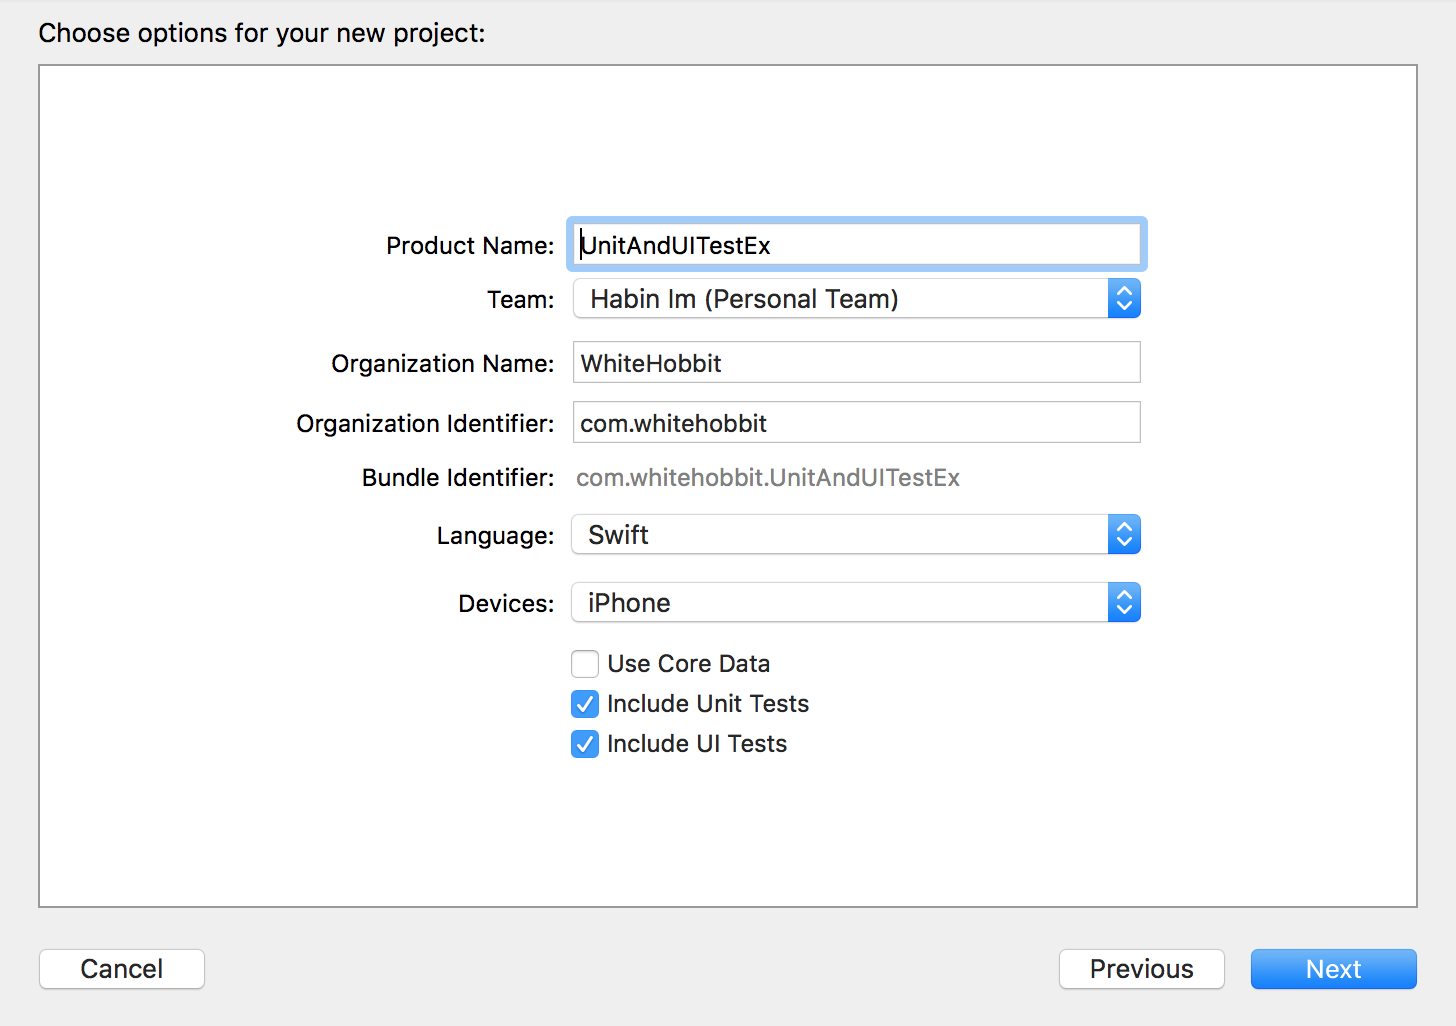 Choose options for your new project:
Product Name: UnitAndUITestEx
Team: Habin Im (Personal Team)
Organization Name: WhiteHobbit
Organization Identifier: com.whitehobbit
Bundle Identifier: com.whitehobbit.UnitAndUITestEx
Language: Swift
Devices: iPhone
Use Core Data
Include Unit Tests
Include UI Tests
Cancel Previous Next